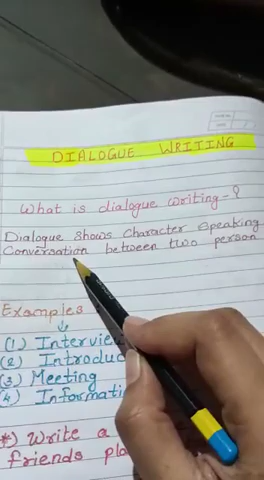 DIALOGUE WRITING
What is dialogue writing-?
Dialogue shows Character speaking
Conversation between two person
Examples
(1) Interview
(2) Introduc
(3) Meeting
(4) Informati
*) Write a
friends pla